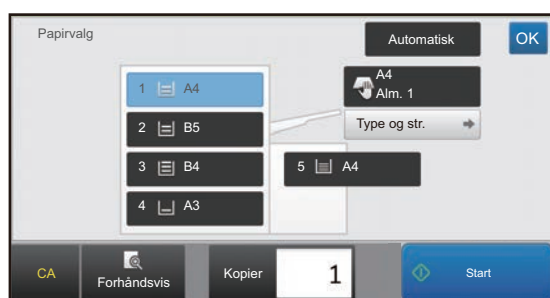 Papirvalg
Automatisk
OK
1 A4
A4
Alm. 1
2 B5
Type og str.
3 B4
5 A4
4 A3
CA
Forhåndsvis
Kopier
1
Start